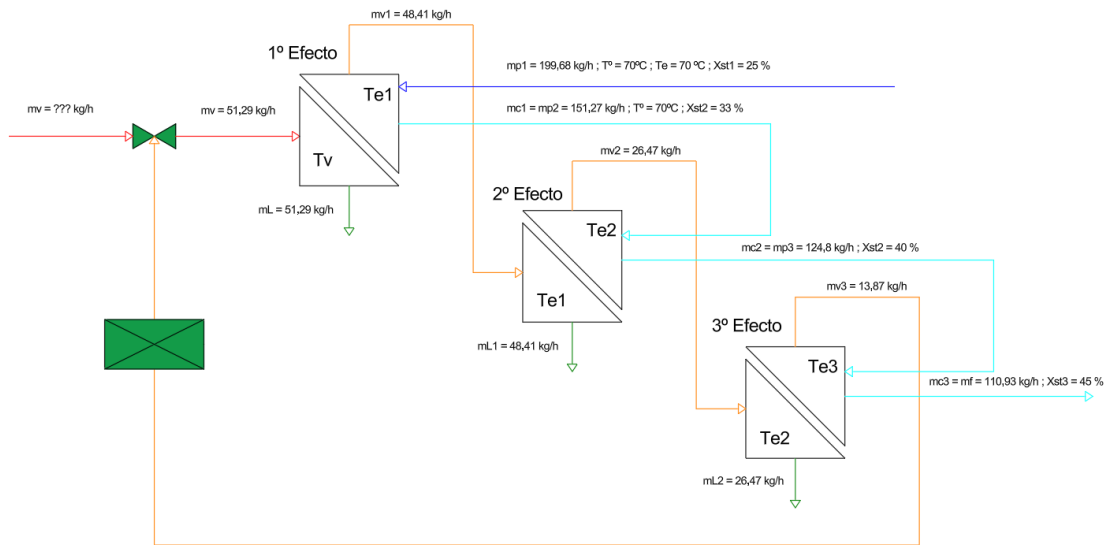 mv1 = 48,41 kg/h
1º Efecto
mp1 = 199,68 kg/h ; Tº = 70ºC ; Te = 70 ºC ; Xst1 = 25 %
Te1
mv = ??? kg/h
mv = 51,29 kg/h
mc1 = mp2 = 151,27 kg/h ; Tº = 70ºC ; Xst2 = 33 %
Tv
mv2 = 26,47 kg/h
2º Efecto
mL = 51,29 kg/h
Te2
mc2 = mp3 = 124,8 kg/h ; Xst2 = 40 %
mv3 = 13,87 kg/h
Te1
3º Efecto
mL1 = 48,41 kg/h
Te3
mc3 = mf = 110,93 kg/h ; Xst3 = 45 %
Te2
mL2 = 26,47 kg/h